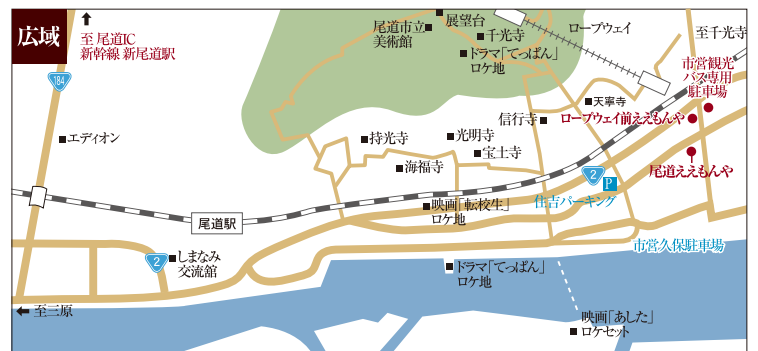 広域
至 尾道IC
新幹線 新尾道駅
184
尾道市立
美術館
展望台
千光寺
ドラマ「てっぱん」
ロケ地
ロープウェイ
至千光寺
市営観光
バス専用
駐車場
天寧寺
信行寺
ロープウェイ前ええもんや
エディオン
持光寺
光明寺
宝土寺
海福寺
尾道ええもんや
2
P
住吉パーキング
映画「転校生」
ロケ地
尾道駅
市営久保駐車場
2
しまなみ
交流館
ドラマ「てっぱん」
ロケ地
至三原
映画「あした」
ロケセット